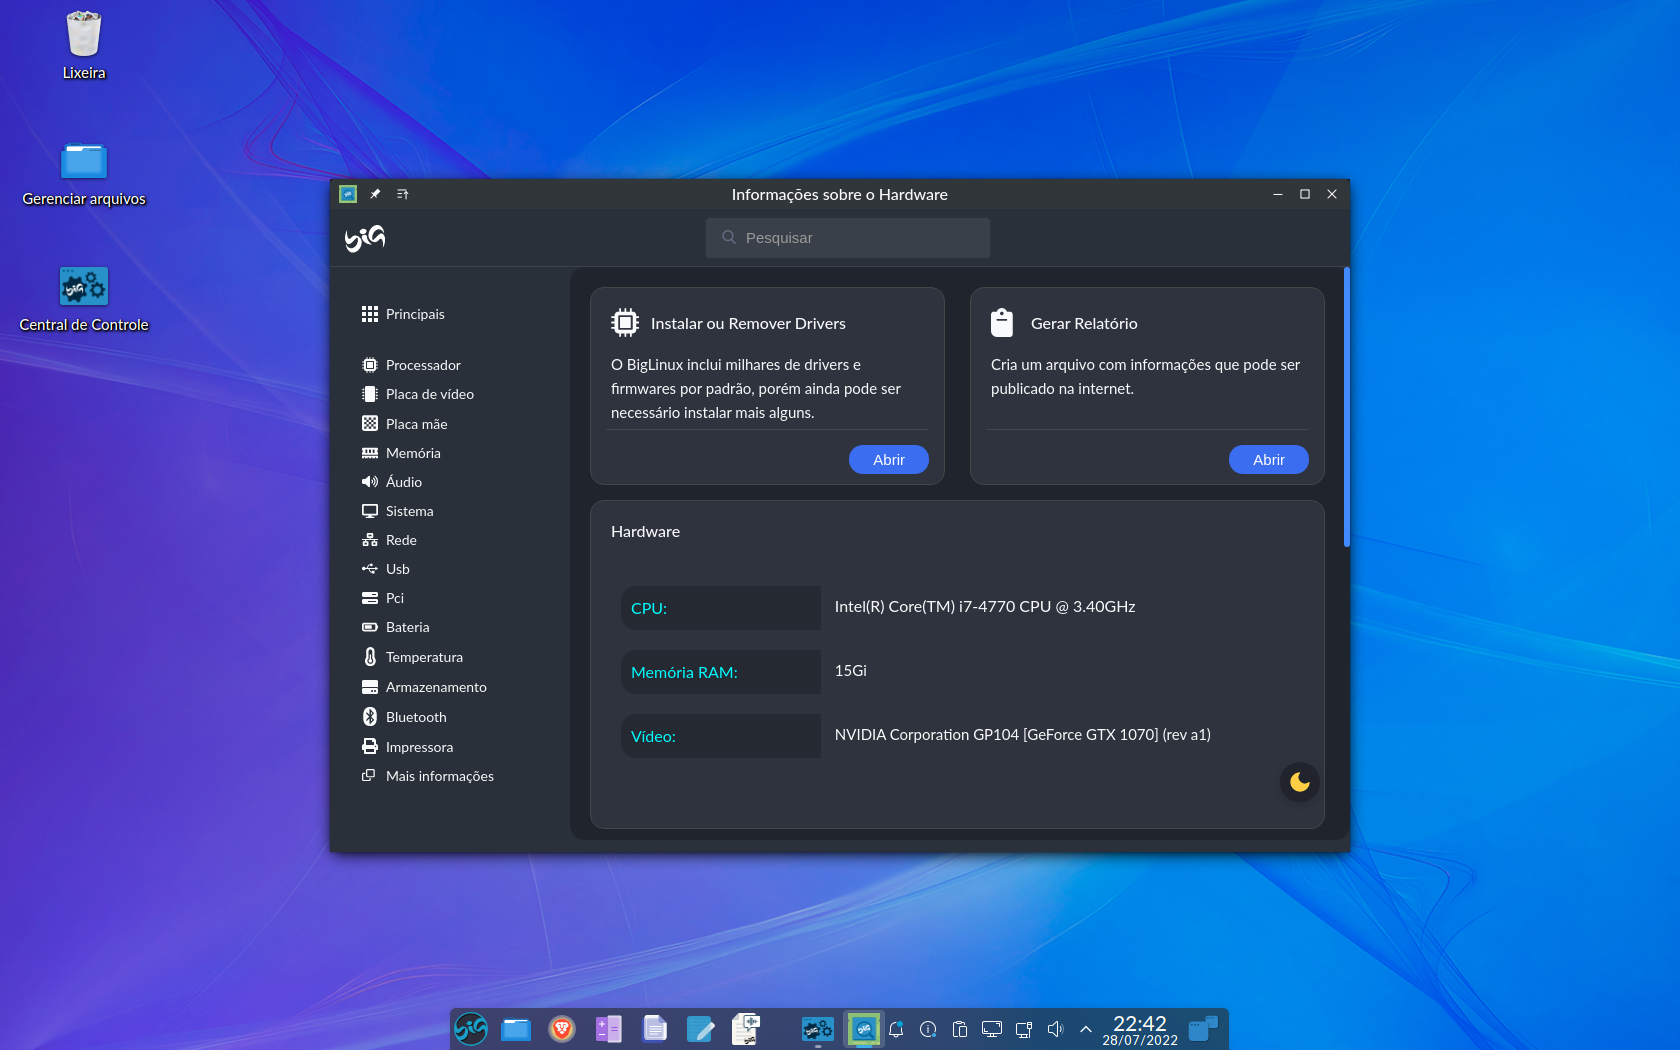 Lixeira
Gerenciar arquivos
Central de Controle
Informações sobre o Hardware
big
Pesquisar
Principais
Processador
Placa de vídeo
Placa mãe
Memória
Áudio
Sistema
Rede
Usb
Pci
Bateria
Temperatura
Armazenamento
Bluetooth
Impressora
Mais informações
Instalar ou Remover Drivers
O BigLinux inclui milhares de drivers e
firmwares por padrão, porém ainda pode ser
necessário instalar mais alguns.
Abrir
Gerar Relatório
Cria um arquivo com informações que pode ser
publicado na internet.
Abrir
Hardware
CPU:
Intel(R) Core(TM) i7-4770 CPU @ 3.40GHz
Memória RAM:
15Gi
Vídeo:
NVIDIA Corporation GP104 [GeForce GTX 1070] (rev a1)
big
22:42
28/07/2022